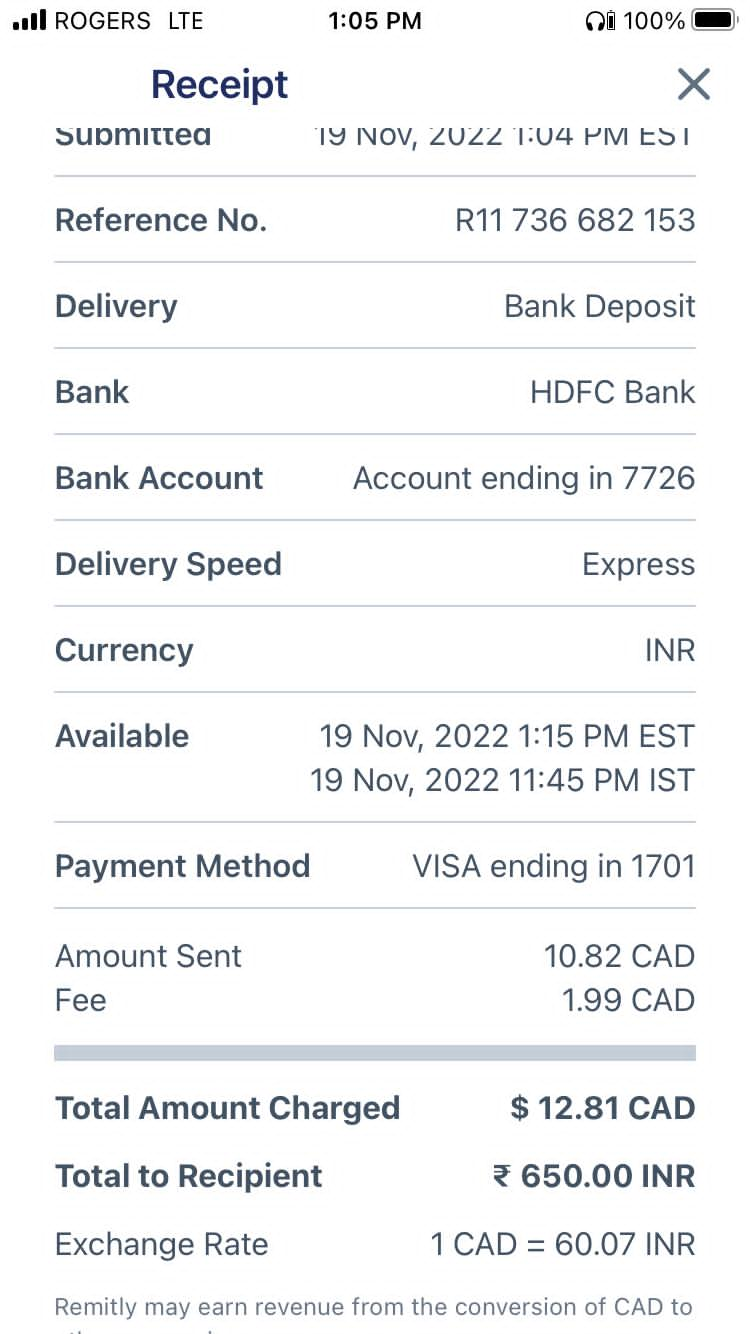 ROGERS LTE 1:05 PM 100%
Receipt
Submitted 19 Nov, 2022 1:04 PM EST
Reference No. R11 736 682 153
Delivery Bank Deposit
Bank HDFC Bank
Bank Account Account ending in 7726
Delivery Speed Express
Currency INR
Available 19 Nov, 2022 1:15 PM EST
19 Nov, 2022 11:45 PM IST
Payment Method VISA ending in 1701
Amount Sent 10.82 CAD
Fee 1.99 CAD
Total Amount Charged $ 12.81 CAD
Total to Recipient ₹ 650.00 INR
Exchange Rate 1 CAD = 60.07 INR
Remitly may earn revenue from the conversion of CAD to